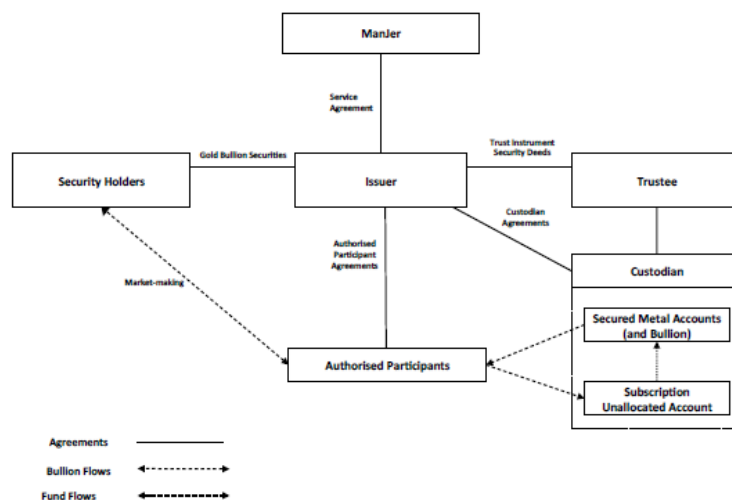 ManJer
Service
Agreement
Gold Bullion Securities
Trust Instrument
Security Deeds
Security Holders
Issuer
Trustee
Custodian
Agreements
Authorised
Participant
Agreements
Custodian
Market-making
Secured Metal Accounts
(and Bullion)
Authorised Participants
Subscription
Unallocated Account
Agreements
Bullion Flows
Fund Flows